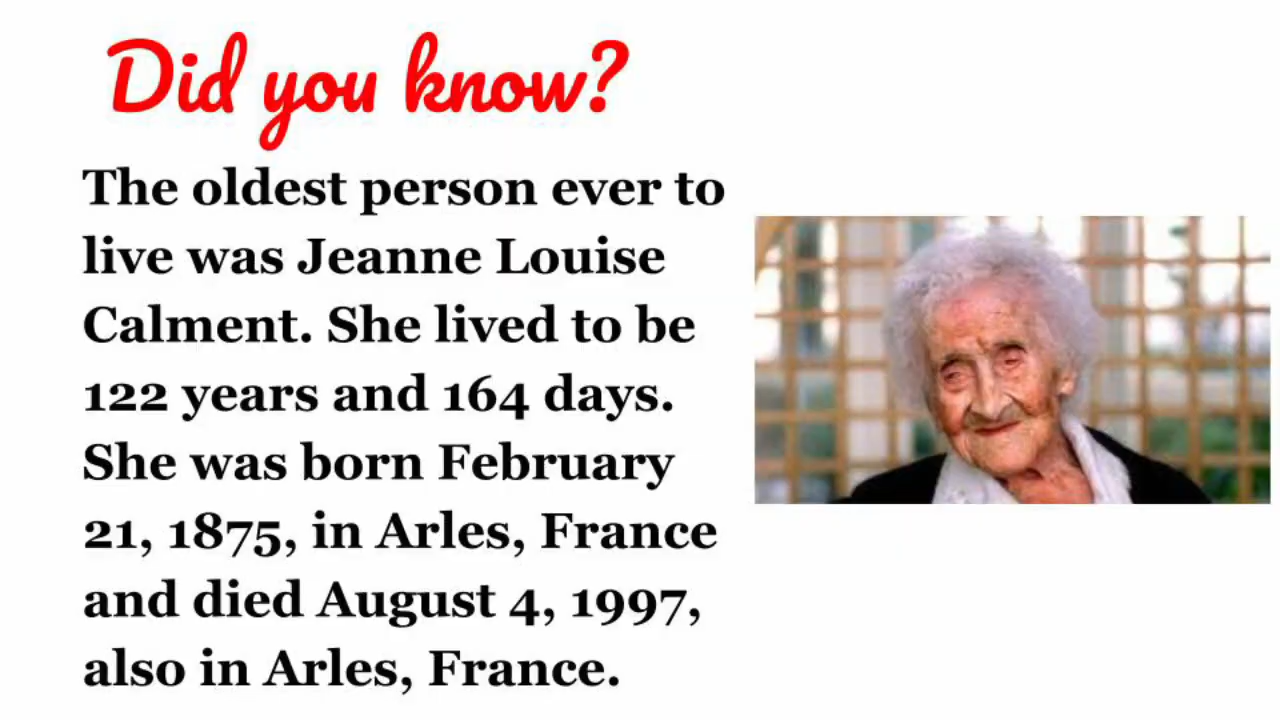 Did you know?
The oldest person ever to
live was Jeanne Louise
Calment. She lived to be
122 years and 164 days.
She was born February
21, 1875, in Arles, France
and died August 4, 1997,
also in Arles, France.